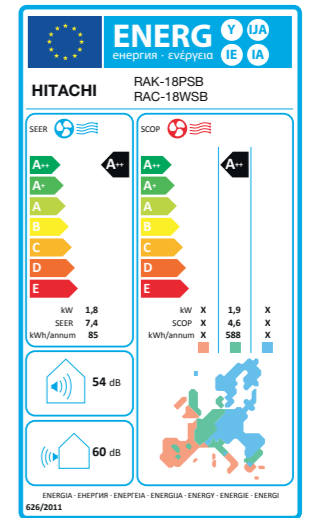 ENERG Y IJA
енергия · ενέργεια IE IA
HITACHI
RAK-18PSB
RAC-18WSB
SEER
SCOP
A++ A++
A++ A++
A+ A+
A A
B B
C C
D D
E E
kW 1,8
SEER 7,4
kWh/annum 85
kW X 1,9 X
SCOP X 4,6 X
kWh/annum X 588 X
54 dB
60 dB
ENERGIA · ЕНЕРГИЯ · ΕΝΕΡΓΕΙΑ · ENERGIJA · ENERGY · ENERGIE · ENERGI
626/2011